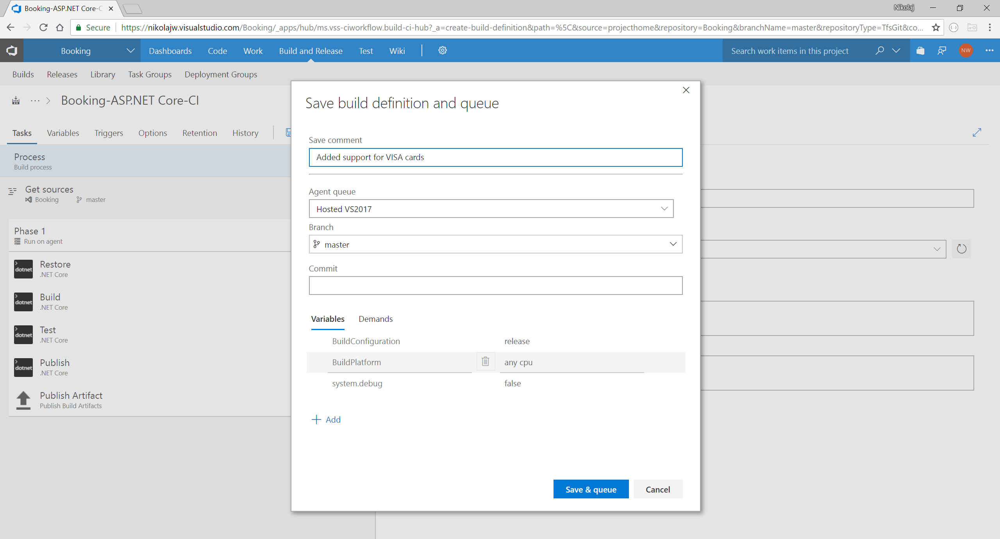 Booking-ASP.NET Core-C
Nikolaj
Secure https://nikolajw.visualstudio.com/Booking/_apps/hub/ms.vss-ciworkflow.build-ci-hub?_a=create-build-definition&path=%5C&source=projecthome&repository=Booking&branchName=master&repositoryType=TfsGit&co...
Booking Dashboards Code Work Build and Release Test Wiki Search work items in this project NW
Builds Releases Library Task Groups Deployment Groups
Booking-ASP.NET Core-CI
Tasks Variables Triggers Options Retention History
Process
Build process
Get sources
Booking master
Phase 1
Run on agent
dotnet
Restore
.NET Core
dotnet
Build
.NET Core
dotnet
Test
.NET Core
dotnet
Publish
.NET Core
Publish Artifact
Publish Build Artifacts
Save build definition and queue
Save comment
Added support for VISA cards
Agent queue
Hosted VS2017
Branch
master
Commit
Variables Demands
BuildConfiguration release
BuildPlatform any cpu
system.debug false
Add
Save & queue Cancel